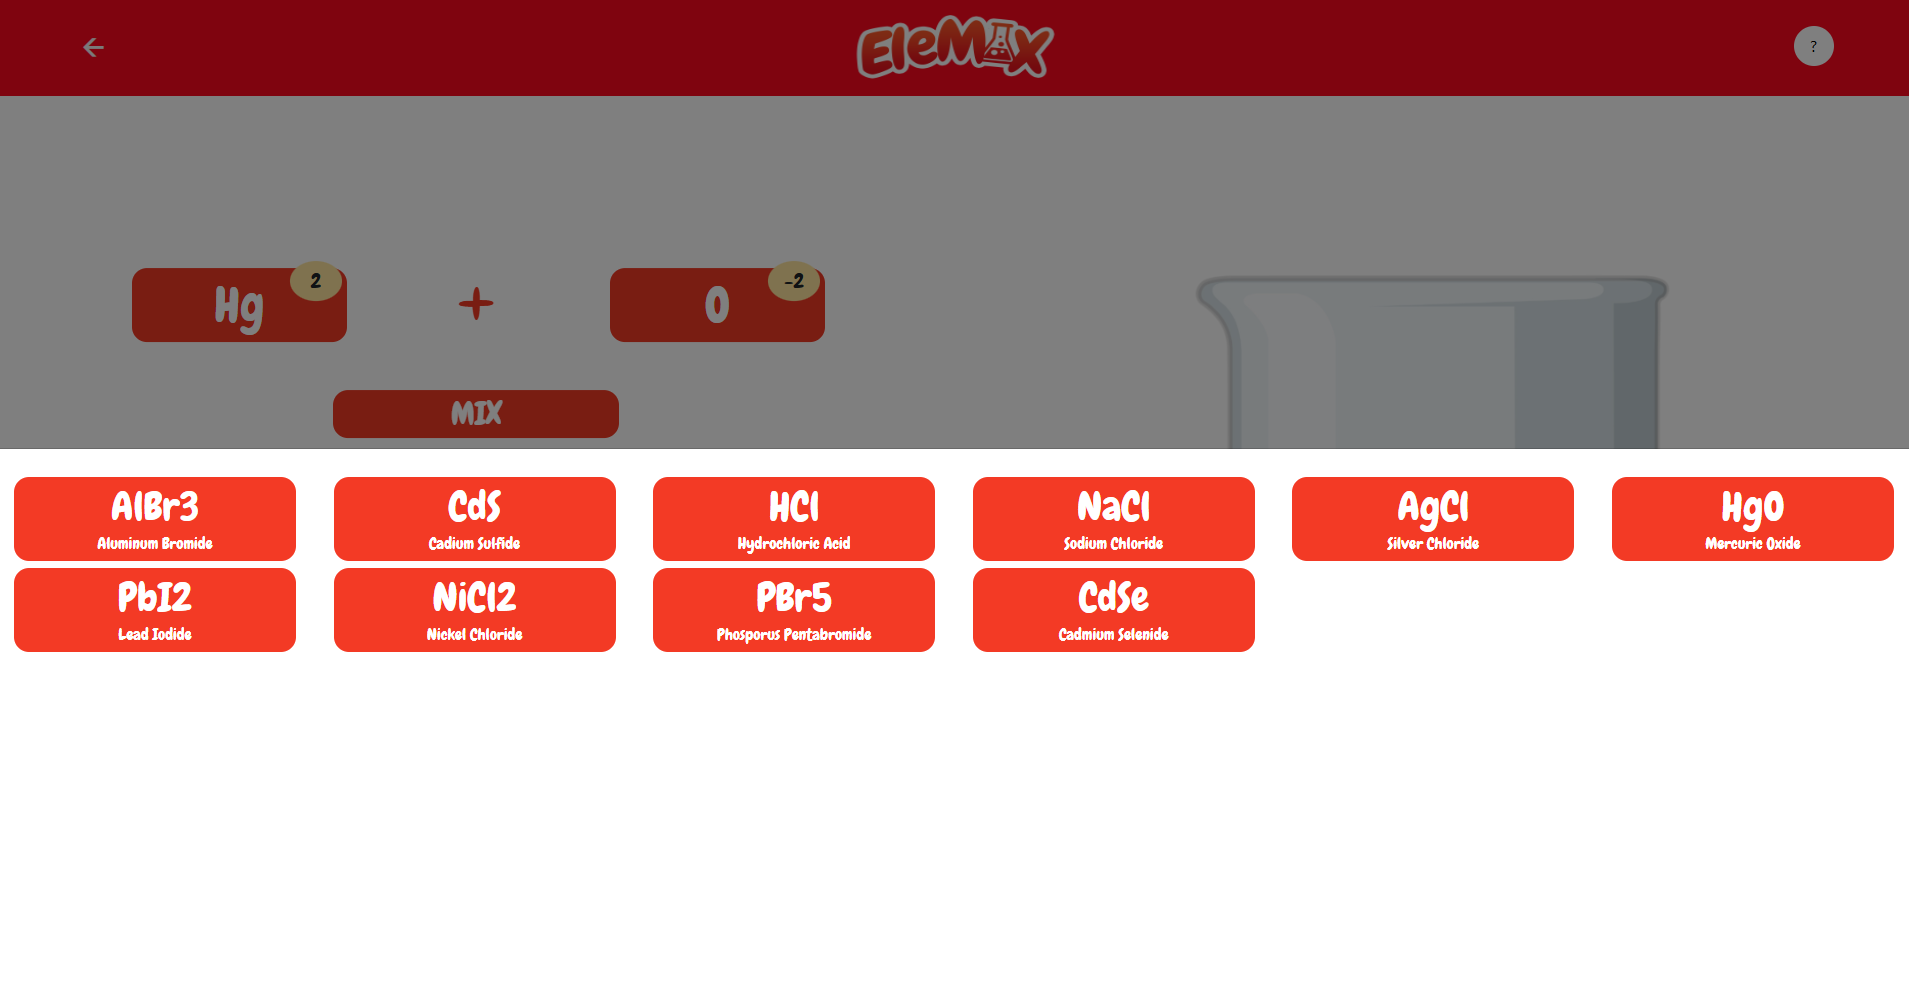 EleMix
?
Hg 2 + O -2
MIX
AlBr3
Aluminum Bromide
CdS
Cadium Sulfide
HCl
Hydrochloric Acid
NaCl
Sodium Chloride
AgCl
Silver Chloride
HgO
Mercuric Oxide
PbI2
Lead Iodide
NiCl2
Nickel Chloride
PBr5
Phosporus Pentabromide
CdSe
Cadmium Selenide